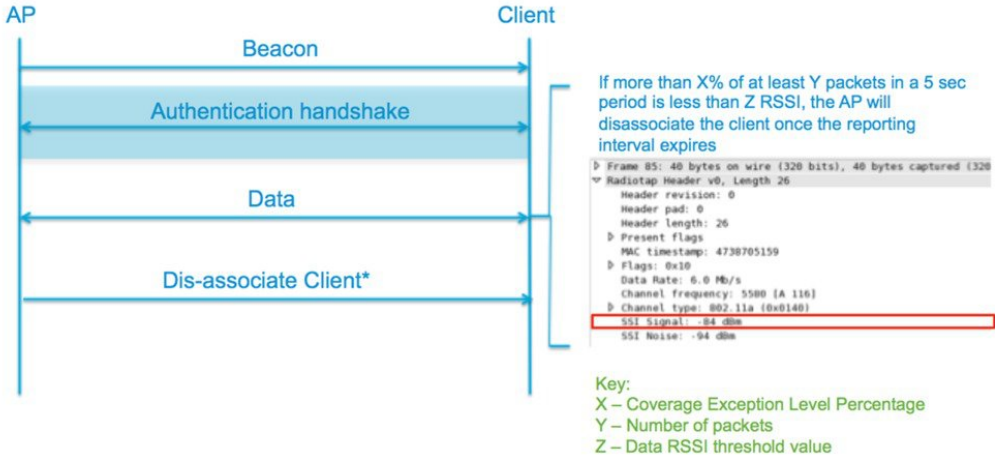 AP
Client
Beacon
Authentication handshake
Data
Dis-associate Client*
If more than X% of at least Y packets in a 5 sec
period is less than Z RSSI, the AP will
disassociate the client once the reporting
interval expires
Frame 85: 40 bytes on wire (320 bits), 40 bytes captured (320
Radiotap Header v0, Length 26
Header revision: 0
Header pad: 0
Header length: 26
Present flags
MAC timestamp: 4738705159
Flags: 0x10
Data Rate: 6.0 Mb/s
Channel frequency: 5580 [A 116]
Channel type: 802.11a (0x0140)
SSI Signal: -84 dBm
SSI Noise: -94 dBm
Key:
X – Coverage Exception Level Percentage
Y – Number of packets
Z – Data RSSI threshold value